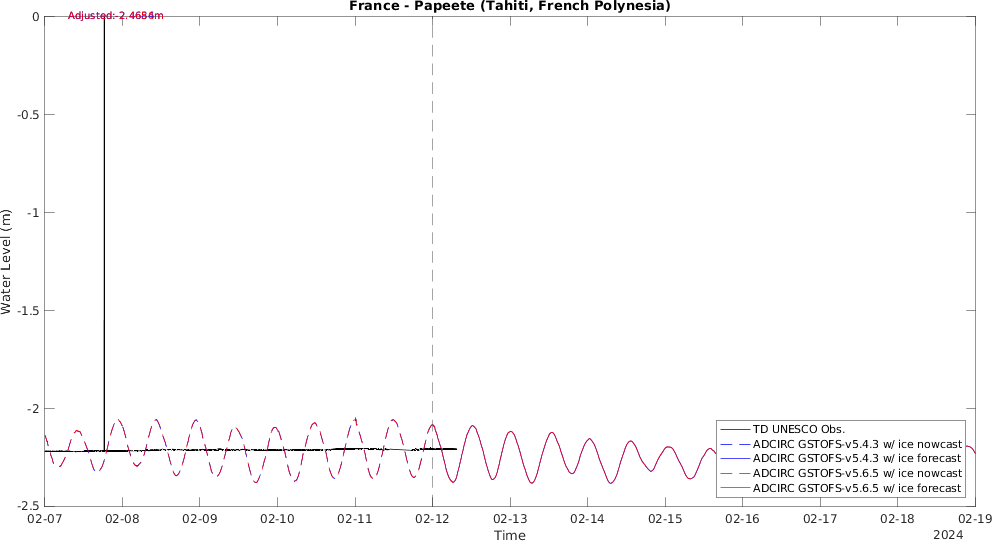 France - Papeete (Tahiti, French Polynesia)
0
-0.5
-1
-1.5
-2
-2.5
Water Level (m)
TD UNESCO Obs.
ADCIRC GSTOFS-v5.4.3 w/ ice nowcast
ADCIRC GSTOFS-v5.4.3 w/ ice forecast
ADCIRC GSTOFS-v5.6.5 w/ ice nowcast
ADCIRC GSTOFS-v5.6.5 w/ ice forecast
02-07 02-08 02-09 02-10 02-11 02-12 02-13 02-14 02-15 02-16 02-17 02-18 02-19
Time
2024